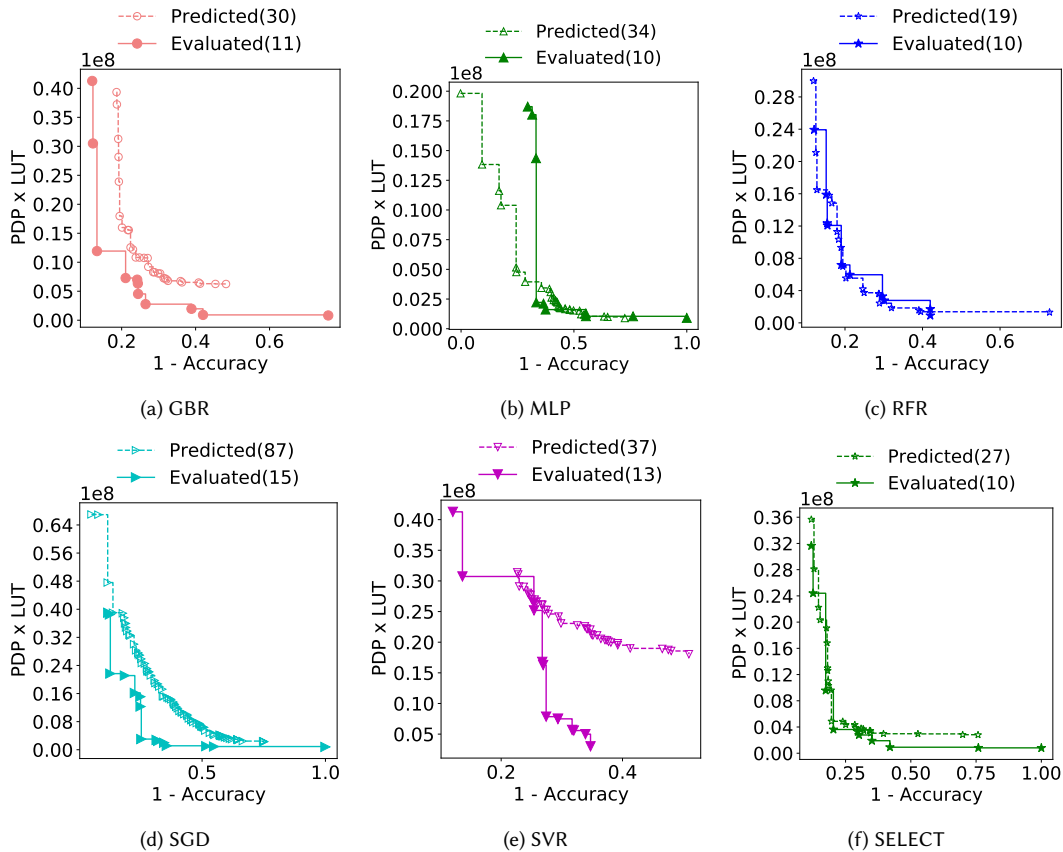 Predicted(30)
Evaluated(11)
1e8
0.40
0.35
0.30
0.25
0.20
0.15
0.10
0.05
0.00
PDP x LUT
0.2 0.4 0.6
1 - Accuracy
(a) GBR
Predicted(34)
Evaluated(10)
1e8
0.200
0.175
0.150
0.125
0.100
0.075
0.050
0.025
0.000
PDP x LUT
0.0 0.5 1.0
1 - Accuracy
(b) MLP
Predicted(19)
Evaluated(10)
1e8
0.28
0.24
0.20
0.16
0.12
0.08
0.04
0.00
PDP x LUT
0.2 0.4 0.6
1 - Accuracy
(c) RFR
Predicted(87)
Evaluated(15)
1e8
0.64
0.56
0.48
0.40
0.32
0.24
0.16
0.08
0.00
PDP x LUT
0.5 1.0
1 - Accuracy
(d) SGD
Predicted(37)
Evaluated(13)
1e8
0.40
0.35
0.30
0.25
0.20
0.15
0.10
0.05
PDP x LUT
0.2 0.4
1 - Accuracy
(e) SVR
Predicted(27)
Evaluated(10)
1e8
0.36
0.32
0.28
0.24
0.20
0.16
0.12
0.08
0.04
0.00
PDP x LUT
0.25 0.50 0.75 1.00
1 - Accuracy
(f) SELECT